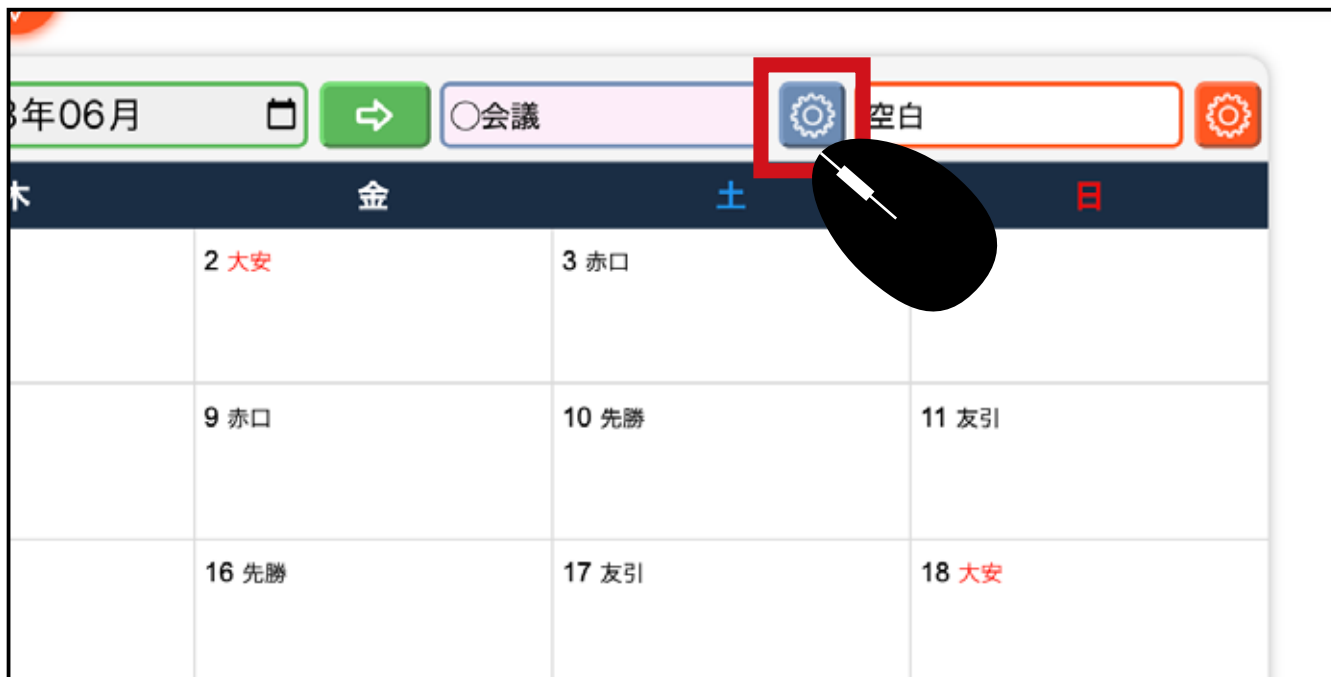 年06月 ○会議 空白
木 金 土 日
2 大安 3 赤口
9 赤口 10 先勝 11 友引
16 先勝 17 友引 18 大安